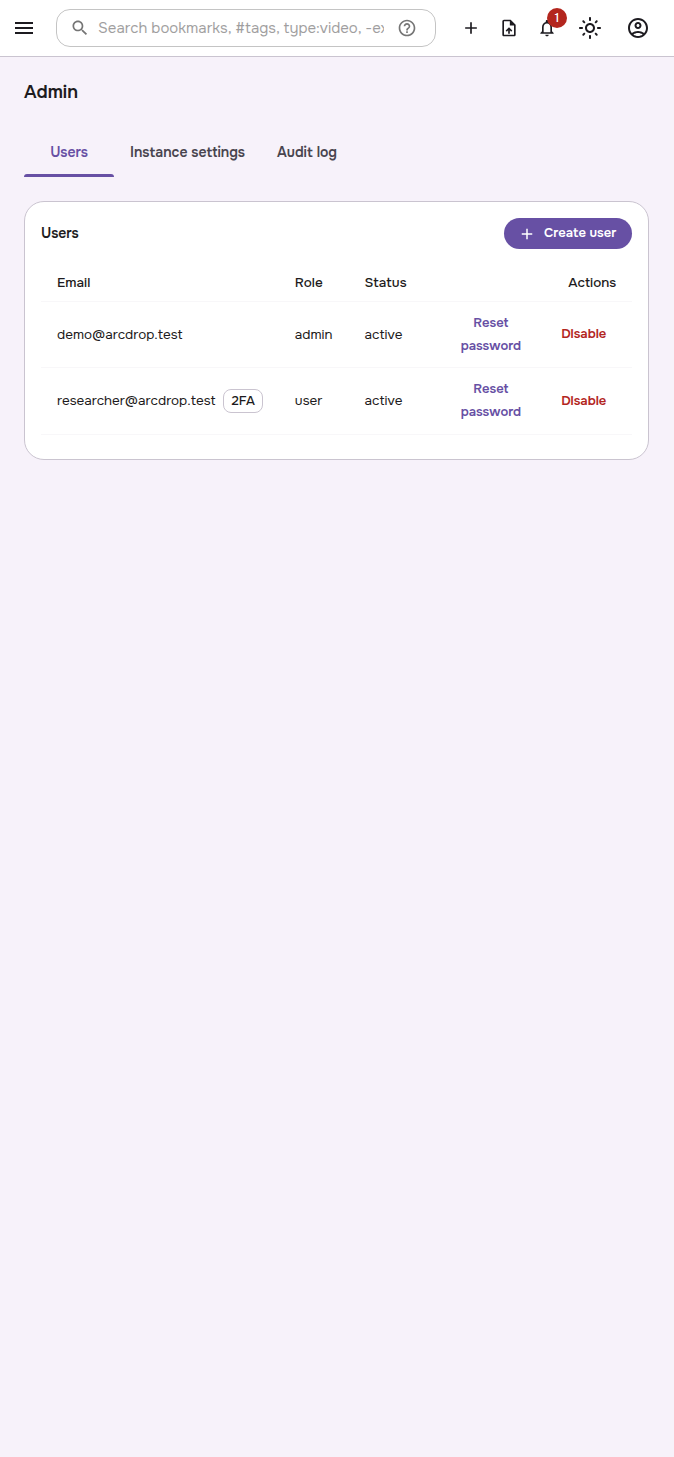 Search bookmarks, #tags, type:video, -ex
1
Admin
Users
Instance settings
Audit log
Users
Create user
Email Role Status Actions
demo@arcdrop.test admin active Reset password Disable
researcher@arcdrop.test 2FA user active Reset password Disable